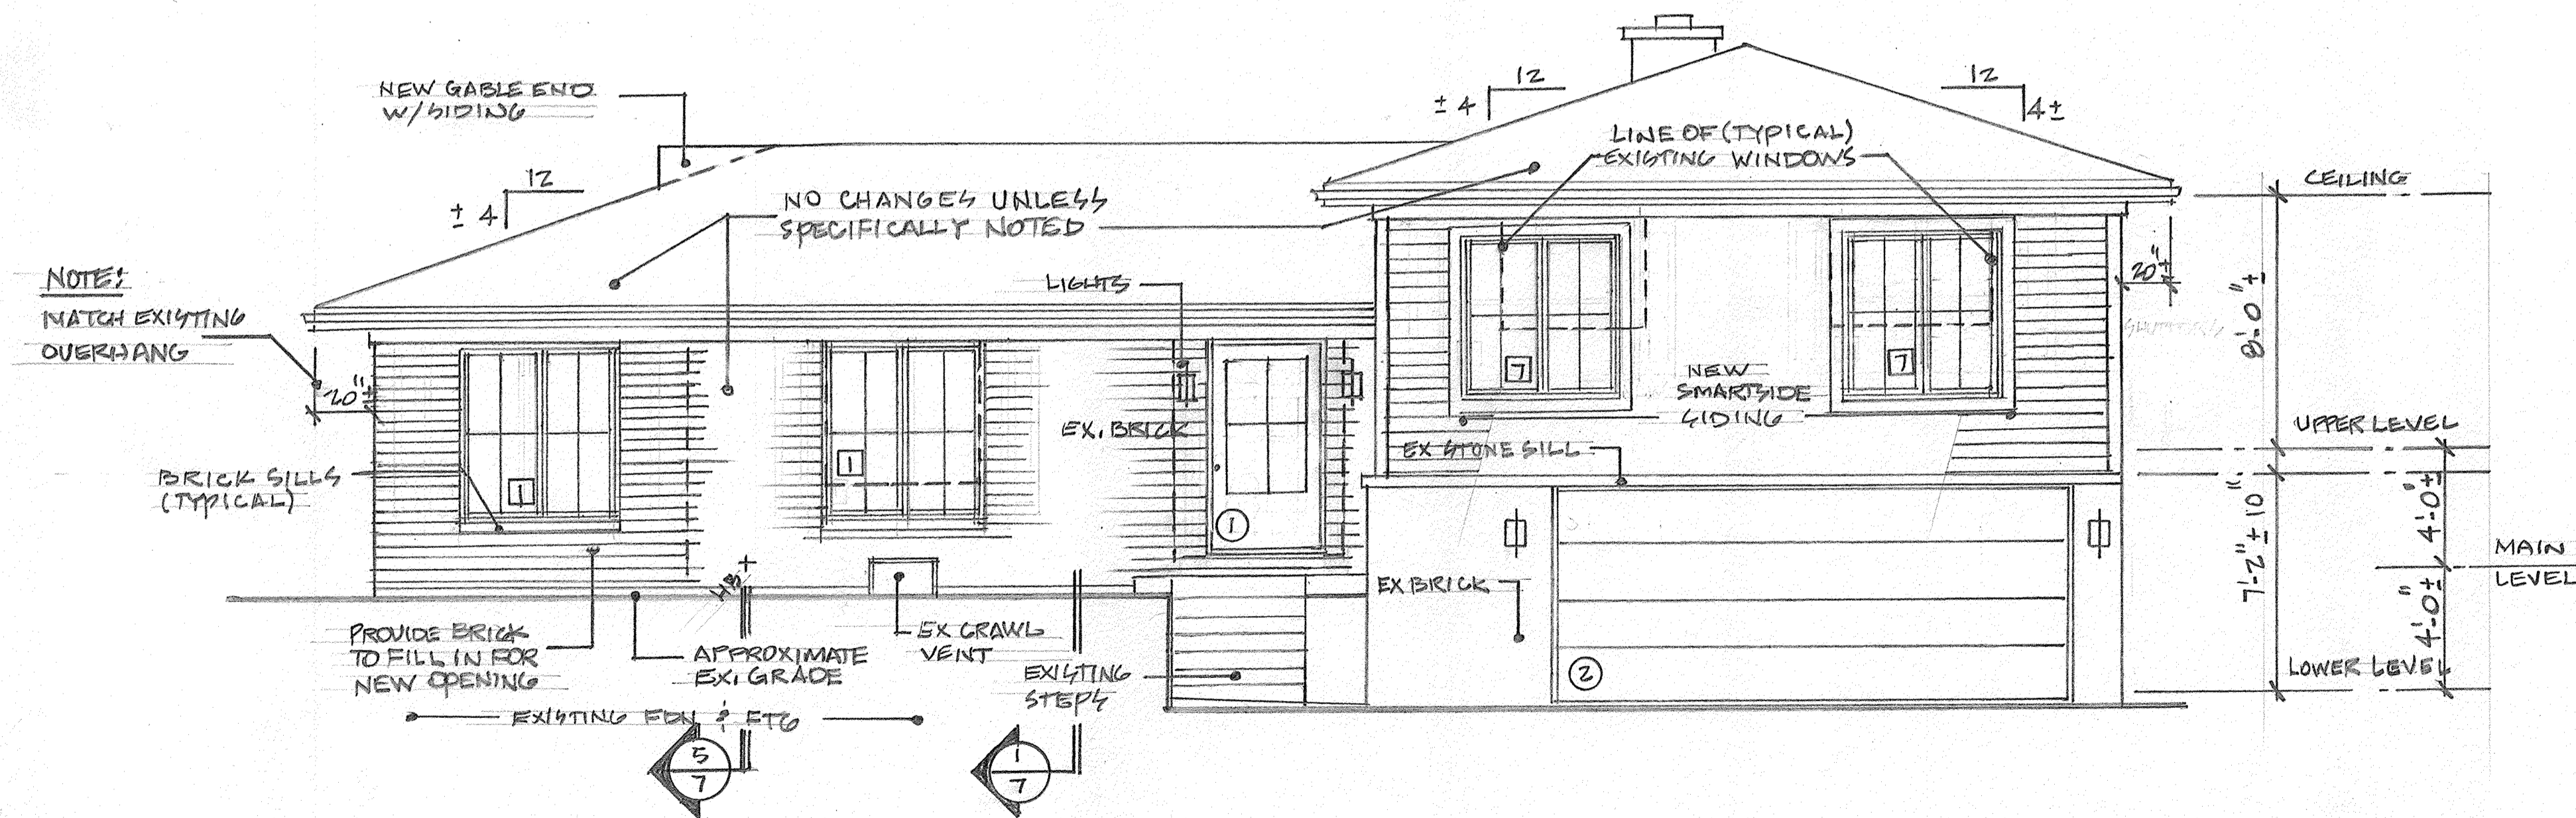 NEW GABLE END
W/SIDING
12
± 4
NOTE:
MATCH EXISTING
OVERHANG
20"±
BRICK SILLS
(TYPICAL)
1
NO CHANGES UNLESS
SPECIFICALLY NOTED
LIGHTS
1
EX. BRICK
1
12
± 4
12
4±
LINE OF (TYPICAL)
EXISTING WINDOWS
7
7
NEW
SMARTSIDE
SIDING
EX STONE SILL
EX BRICK
2
CEILING
20"±
8'-0"±
UPPER LEVEL
7'-2"± 10"
4'-0"±
MAIN
LEVEL
4'-0"±
LOWER LEVEL
HB
PROVIDE BRICK
TO FILL IN FOR
NEW OPENING
APPROXIMATE
EX. GRADE
EX CRAWL
VENT
EXISTING
STEPS
EXISTING FDN & FTG
5
7
1
7